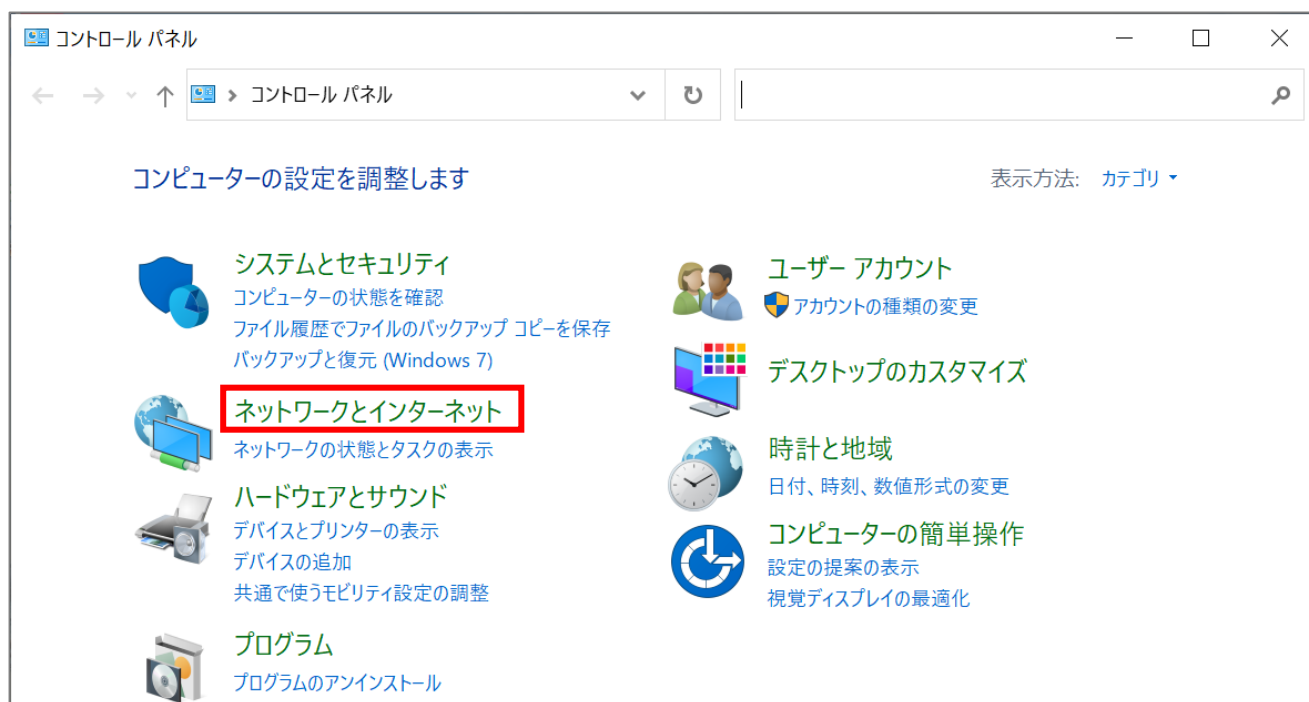 コントロール パネル
コントロール パネル
コンピューターの設定を調整します
表示方法: カテゴリ
システムとセキュリティ
コンピューターの状態を確認
ファイル履歴でファイルのバックアップ コピーを保存
バックアップと復元 (Windows 7)
ネットワークとインターネット
ネットワークの状態とタスクの表示
ハードウェアとサウンド
デバイスとプリンターの表示
デバイスの追加
共通で使うモビリティ設定の調整
プログラム
プログラムのアンインストール
ユーザー アカウント
アカウントの種類の変更
デスクトップのカスタマイズ
時計と地域
日付、時刻、数値形式の変更
コンピューターの簡単操作
設定の提案の表示
視覚ディスプレイの最適化